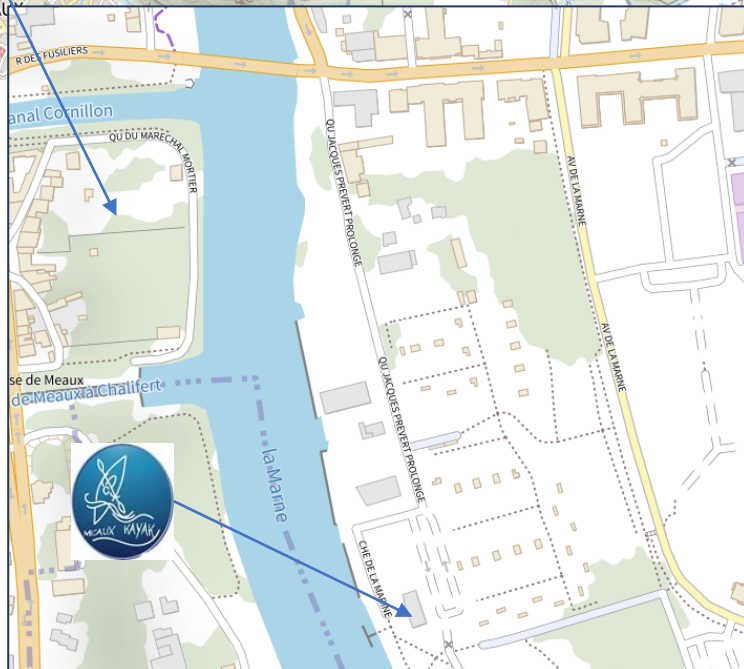 R DES FUSILIERS
anal Cornillon
QU DU MARECHAL MORTIER
QU JACQUES PREVERT PROLONGE
AV DE LA MARNE
AV DE LA MARNE
QU JACQUES PREVERT PROLONGE
se de Meaux
de Meaux à Chalifert
la Marne
MEAUX KAYAK
CHE DE LA MARINE